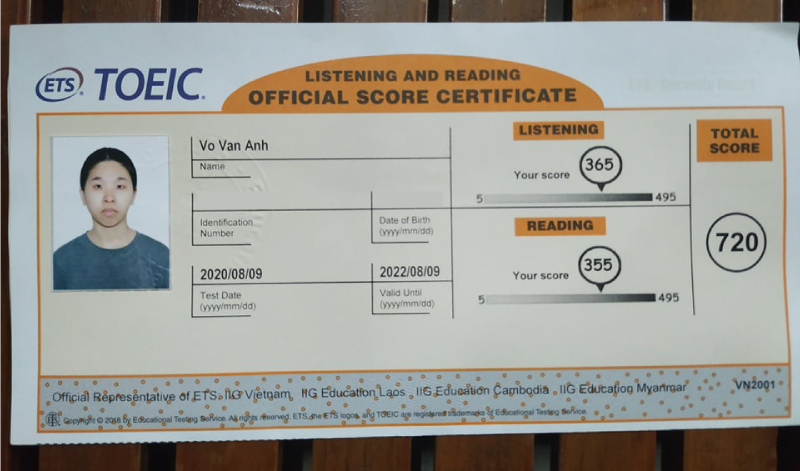 ETS TOEIC
LISTENING AND READING
OFFICIAL SCORE CERTIFICATE
Vo Van Anh
Name
Identification
Number
Date of Birth
(yyyy/mm/dd)
2020/08/09
Test Date
(yyyy/mm/dd)
2022/08/09
Valid Until
(yyyy/mm/dd)
LISTENING
Your score
365
5
495
READING
Your score
355
5
495
TOTAL
SCORE
720
Official Representative of ETS. IIG Vietnam, IIG Education Laos , IIG Education Cambodia , IIG Education Myanmar
VN2001
Copyright © 2018 by Educational Testing Service. All rights reserved. ETS, the ETS logos, and TOEIC are registered trademarks of Educational Testing Service.